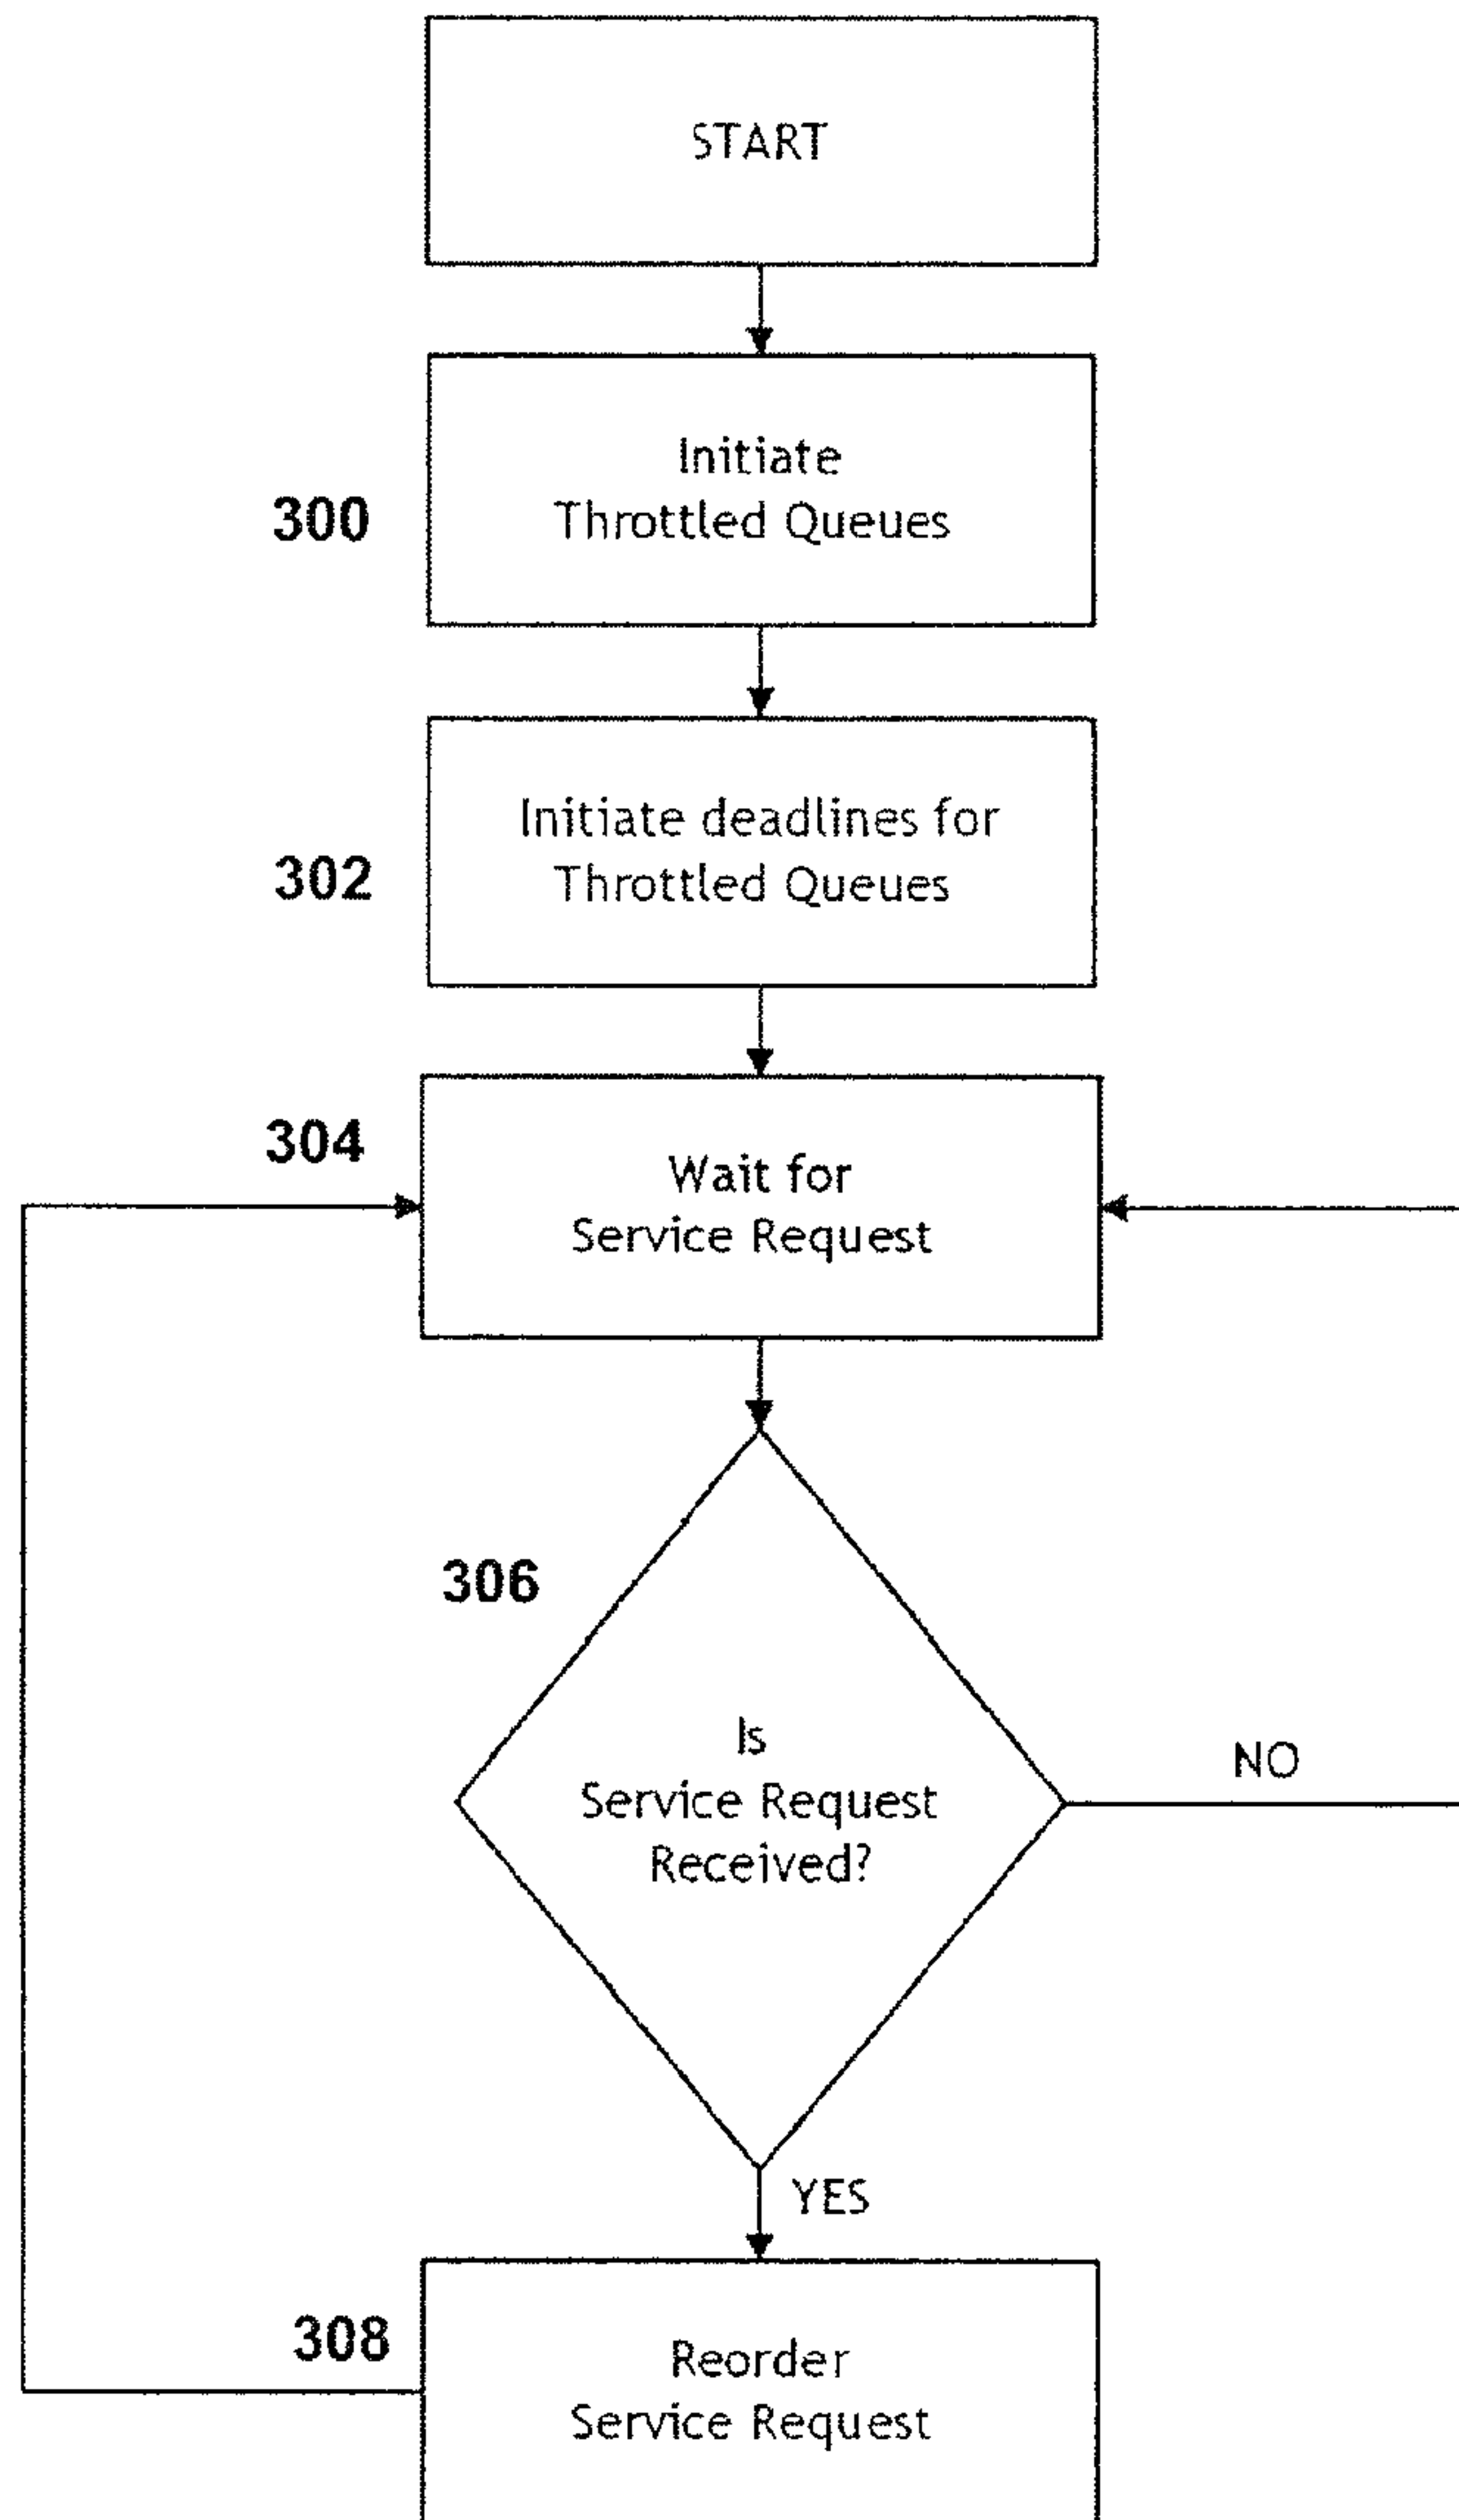 START
Initiate
Throttled Queues
300
Initiate deadlines for
Throttled Queues
302
304
Wait for
Service Request
306
Is
Service Request
Received?
NO
YES
308
Reorder
Service Request